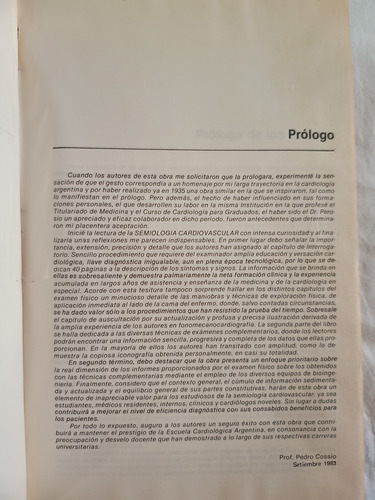 Prólogo
Cuando los autores de esta obra me solicitaron que la prologara, experimenté la sen-
sación de que el gesto correspondía a un homenaje por mi larga trayectoria en la cardiología
argentina y por haber realizado ya en 1935 una obra similar en la que se inspiraron, tal como
lo manifiestan en el prólogo. Pero además, el hecho de haber influenciado en sus for-
maciones personales, el que desarrollen su labor en la misma Institución en la que profesé el
Titulariado de Medicina y el Curso de Cardiología para Graduados, el haber sido el Dr. Pere-
sio un apreciado y eficaz colaborador en dicho período, fueron antecedentes que determina-
ron mi placentera aceptación.
Inicié la lectura de la SEMIOLOGIA CARDIOVASCULAR con intensa curiosidad y al fina-
lizarla unas reflexiones me parecen indispensables. En primer lugar debe señalar la impor-
tancia, extensión, precisión y detalle que los autores han asignado al capítulo de Interroga-
torio. Sencillo procedimiento que requiere del examinador amplia educación y versación car-
diológica, llave diagnóstica inigualable, aun en plena época tecnológica, por lo que se de-
dican 40 páginas a la descripción de los síntomas y signos. La información que se brinda en
ellas es sobresaliente y demuestra palmariamente la neta formación clínica y la experiencia
acumulada en largos años de asistencia y enseñanza de la medicina y de la cardiología en
especial. Acorde con esta tesitura tampoco sorprende hallar en los distintos capítulos del
examen físico un minucioso detalle de las maniobras y técnicas de exploración física, de
aplicación inmediata al lado de la cama del enfermo, donde, salvo contadas circunstancias,
se ha dado valor sólo a los procedimientos que han resistido la prueba del tiempo. Sobresale
el capítulo de auscultación por su actualización y profusa y precisa ilustración derivada de
la amplia experiencia de los autores en fonomecanocardiografía. La segunda parte del libro
se halla dedicada a las diversas técnicas de exámenes complementarios, donde los lectores
podrán encontrar una información sencilla, progresiva y completa de los datos que ellas pro-
porcionan. En la mayoría de ellos los autores han transitado con amplitud, como lo de-
muestra la copiosa iconografía obtenida personalmente, en casi su totalidad.
En segundo término, debo destacar que la obra presenta un enfoque prioritario sobre
la real dimensión de los informes proporcionados por el examen físico sobre los obtenidos
con las técnicas complementarias mediante el empleo de los diversos equipos de bioinge-
niería. Finalmente, considero que el contexto general, el cúmulo de información sedimenta-
da y actualizada y el equilibrio general de sus partes constitutivas, harán de esta obra un
elemento de inapreciable valor para los estudiosos de la semiología cardiovascular, ya sea
estudiantes, médicos residentes, internos, clínicos y cardiólogos noveles. Sin lugar a dudas
contribuirá a mejorar el nivel de eficiencia diagnóstica con sus consabidos beneficios para
los pacientes.
Por todo lo expuesto, auguro a los autores un seguro éxito con esta obra que contri-
buirá a mantener el prestigio de la Escuela Cardiológica Argentina, en consonancia con la
preocupación y desvelo docente que han demostrado a lo largo de sus respectivas carreras
universitarias.
Prof. Pedro Cossio
Setiembre 1983